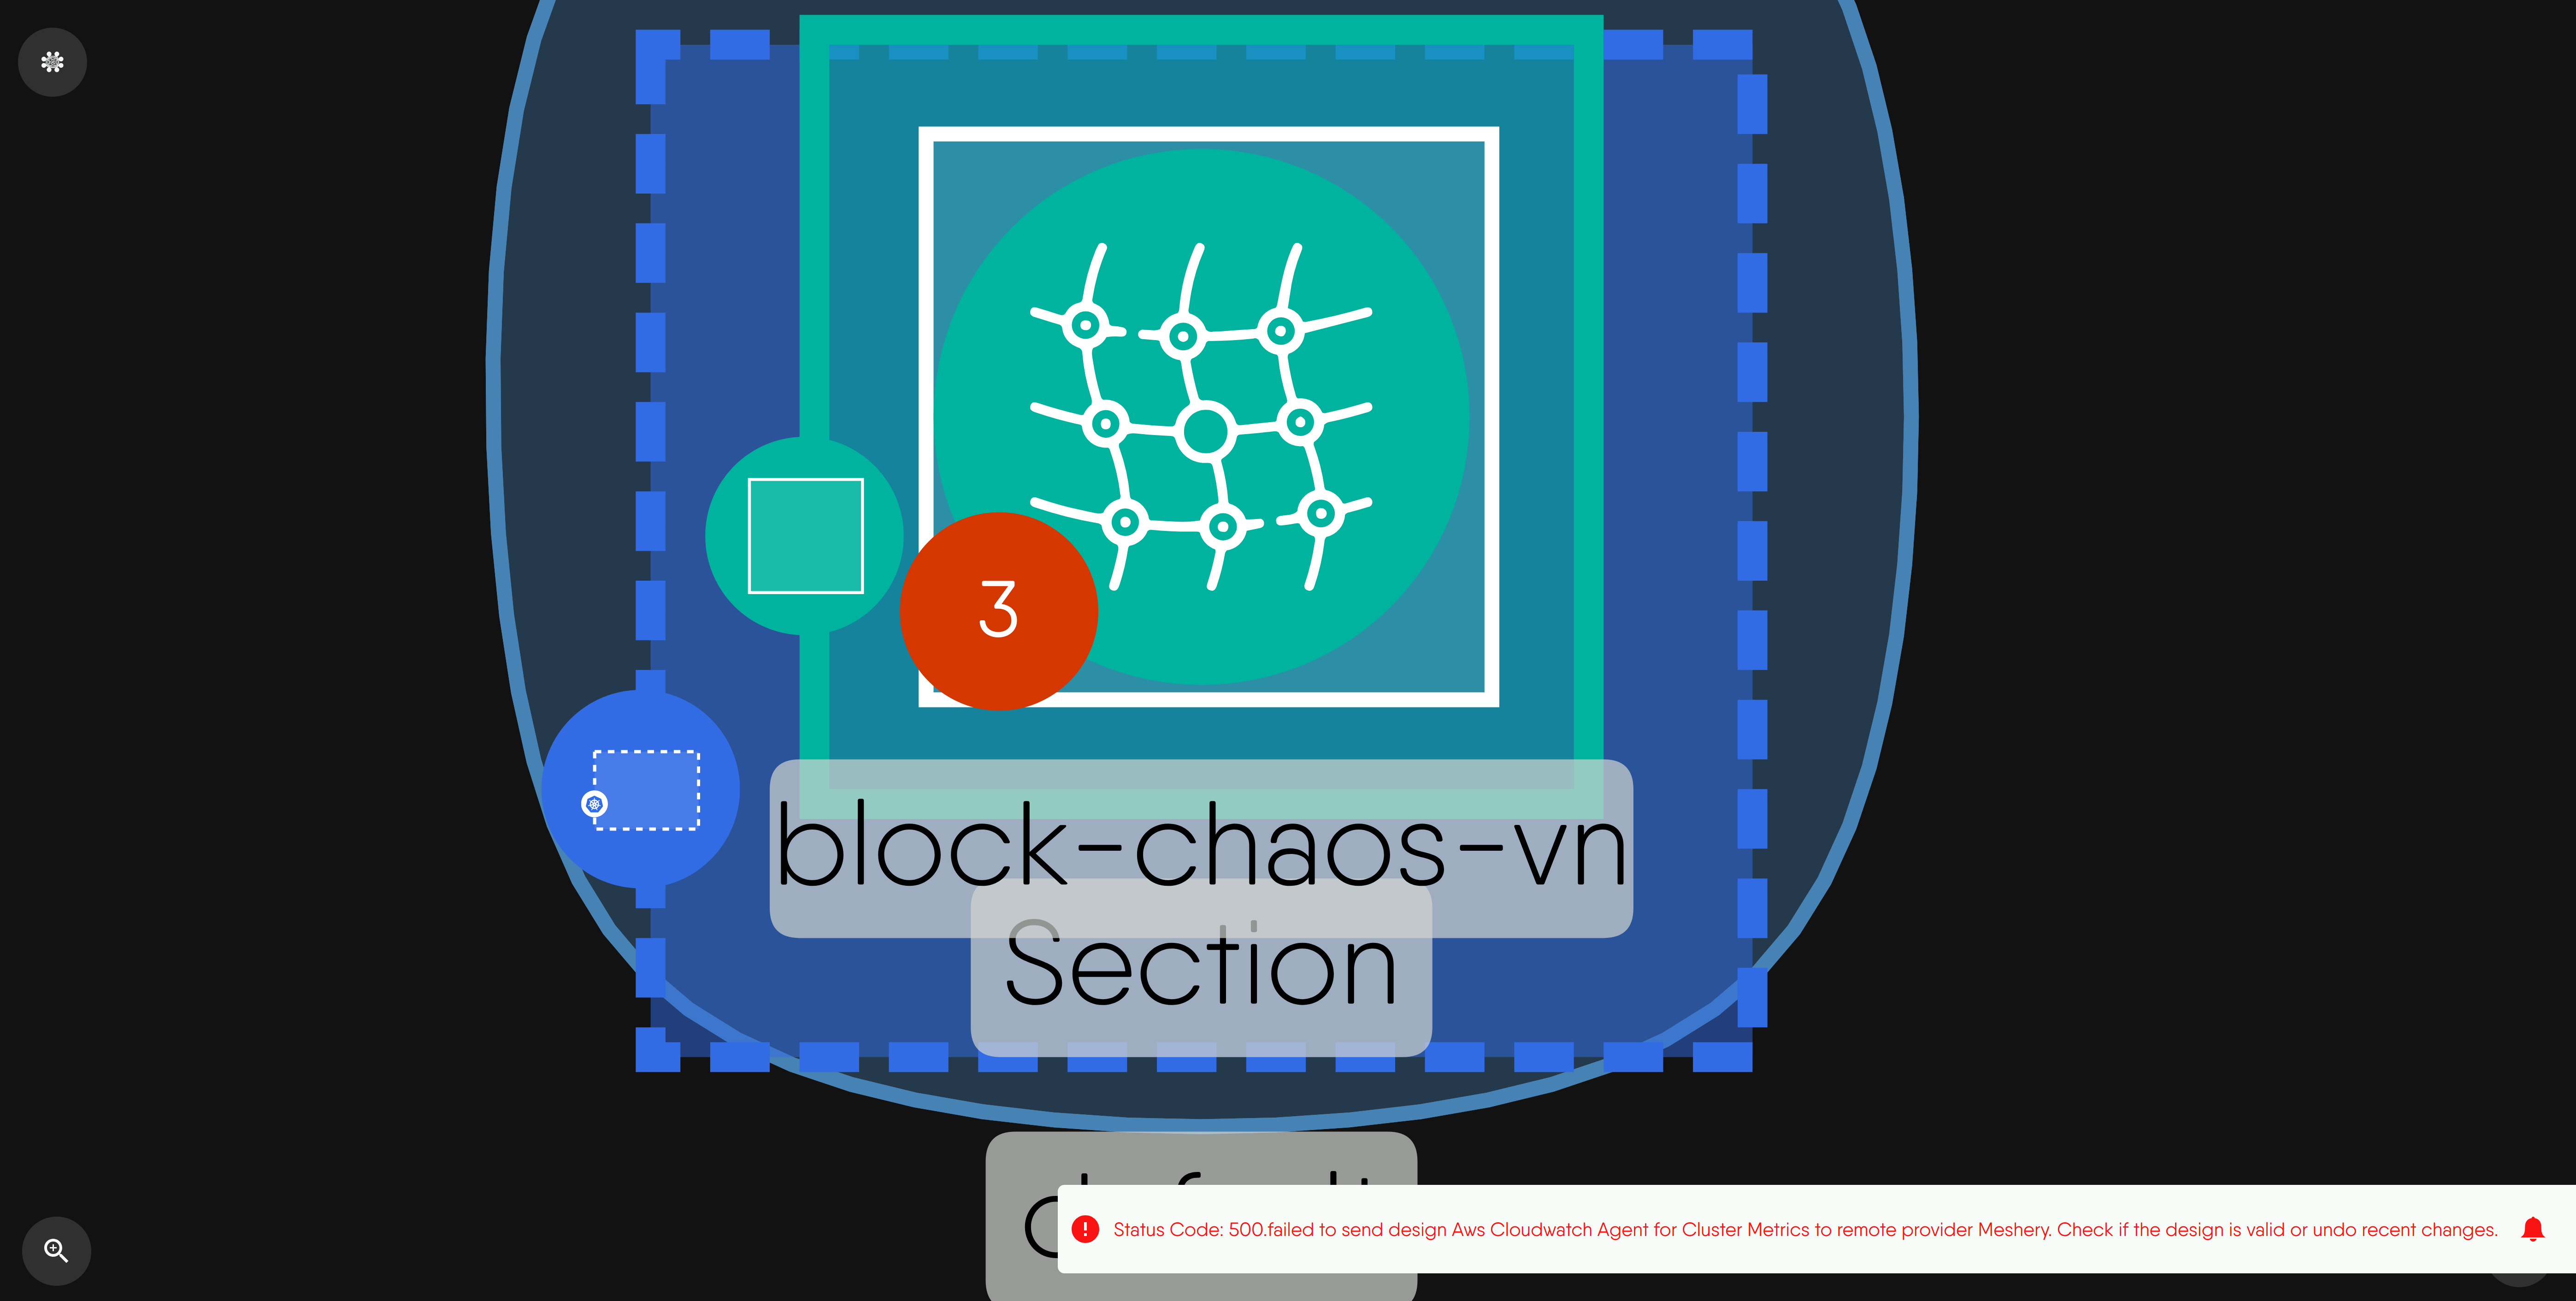 3
block-chaos-vn
Section
Status Code: 500.failed to send design Aws Cloudwatch Agent for Cluster Metrics to remote provider Meshery. Check if the design is valid or undo recent changes.